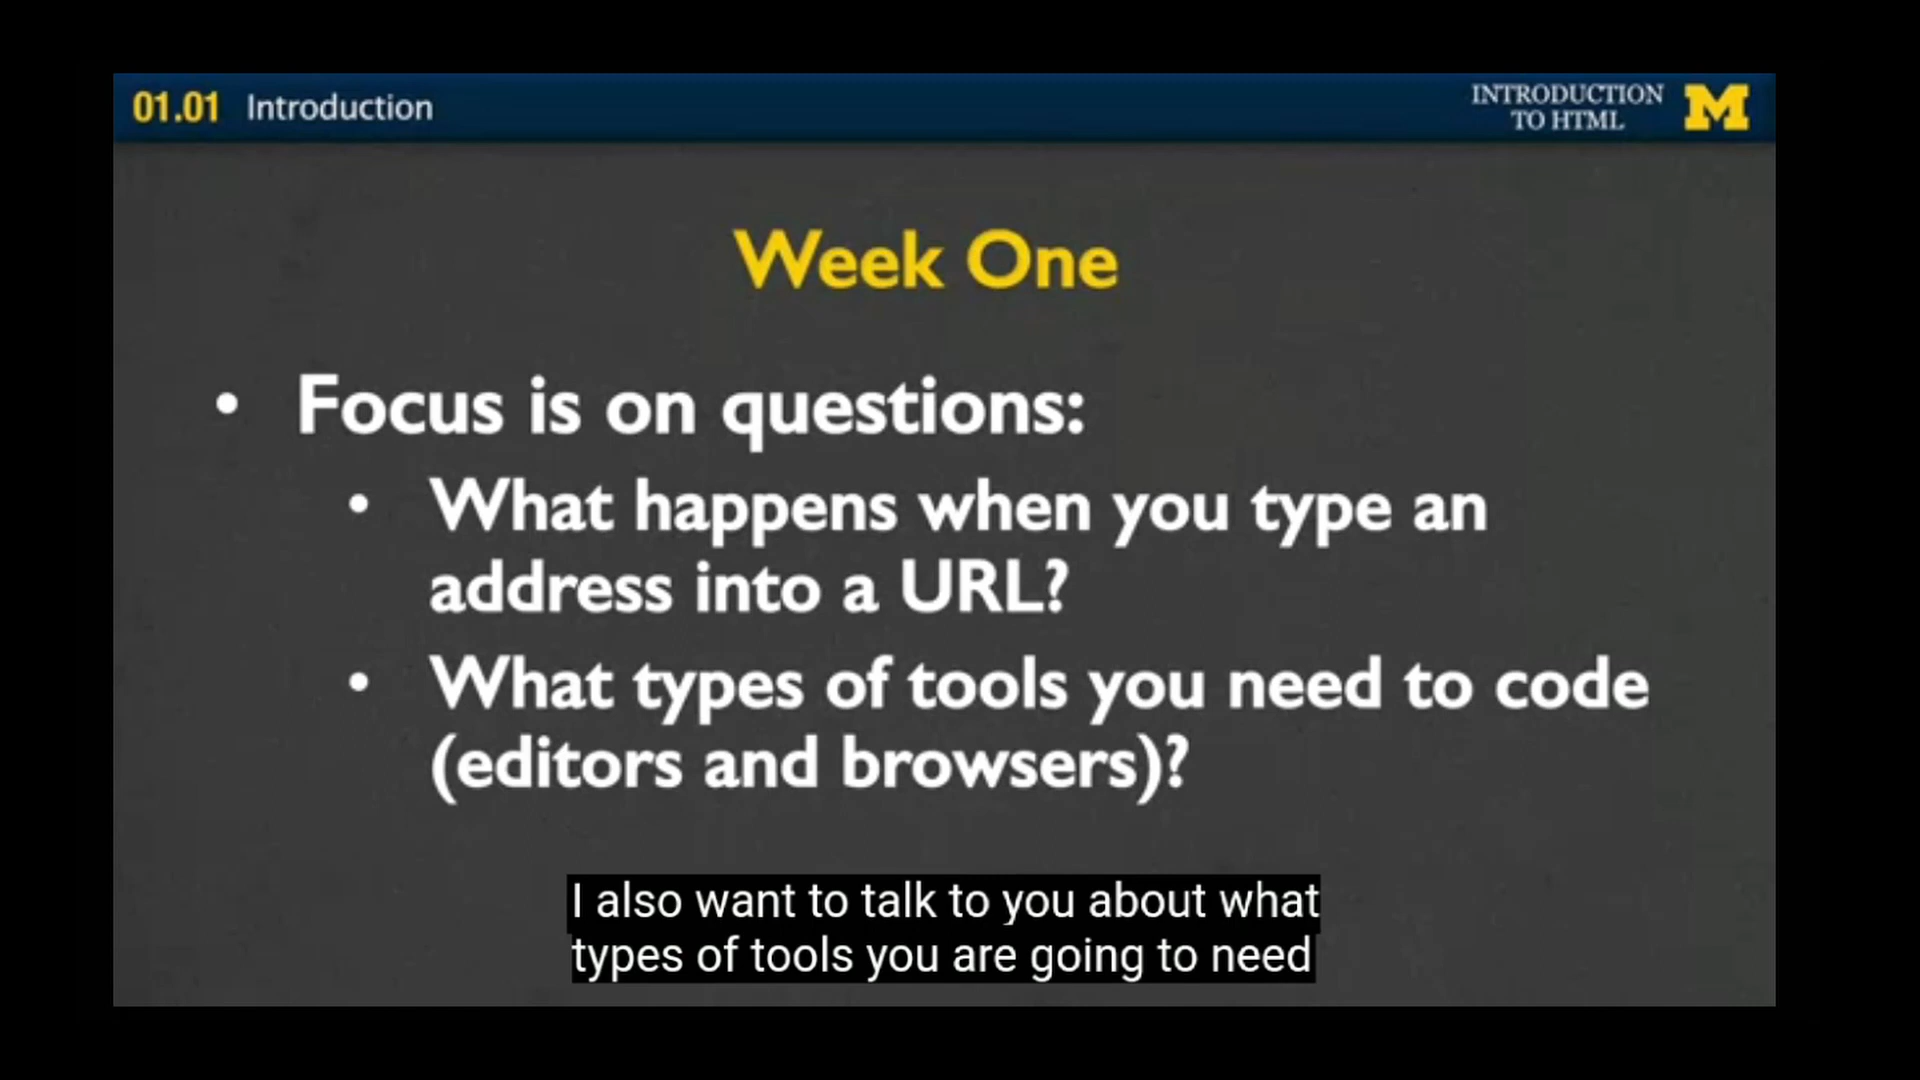 01.01 Introduction
INTRODUCTION
TO HTML
M
Week One
• Focus is on questions:
• What happens when you type an
address into a URL?
• What types of tools you need to code
(editors and browsers)?
I also want to talk to you about what
types of tools you are going to need